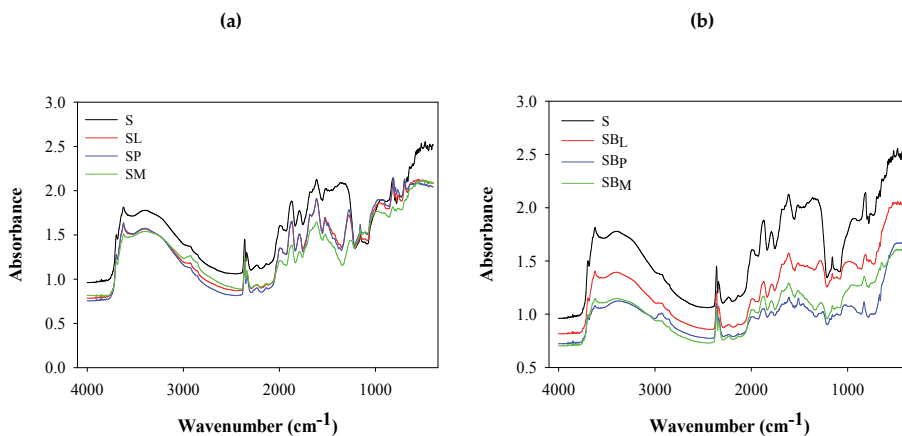 (a)
3.0
2.5
2.0
1.5
1.0
0.5
0.0
Absorbance
S
SL
SP
SM
4000 3000 2000 1000
Wavenumber (cm-1)
(b)
3.0
2.5
2.0
1.5
1.0
0.5
Absorbance
S
SBL
SBP
SBM
4000 3000 2000 1000
Wavenumber (cm-1)